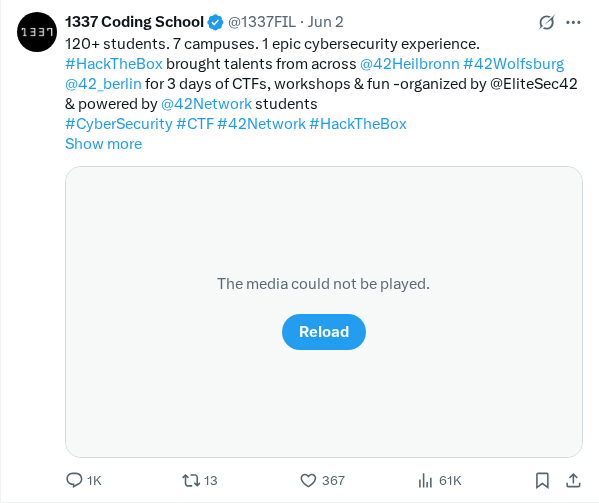 1337
1337 Coding School @1337FIL · Jun 2
120+ students. 7 campuses. 1 epic cybersecurity experience.
#HackTheBox brought talents from across @42Heilbronn #42Wolfsburg
@42_berlin for 3 days of CTFs, workshops & fun -organized by @EliteSec42
& powered by @42Network students
#CyberSecurity #CTF #42Network #HackTheBox
Show more
The media could not be played.
Reload
1K 13 367 61K